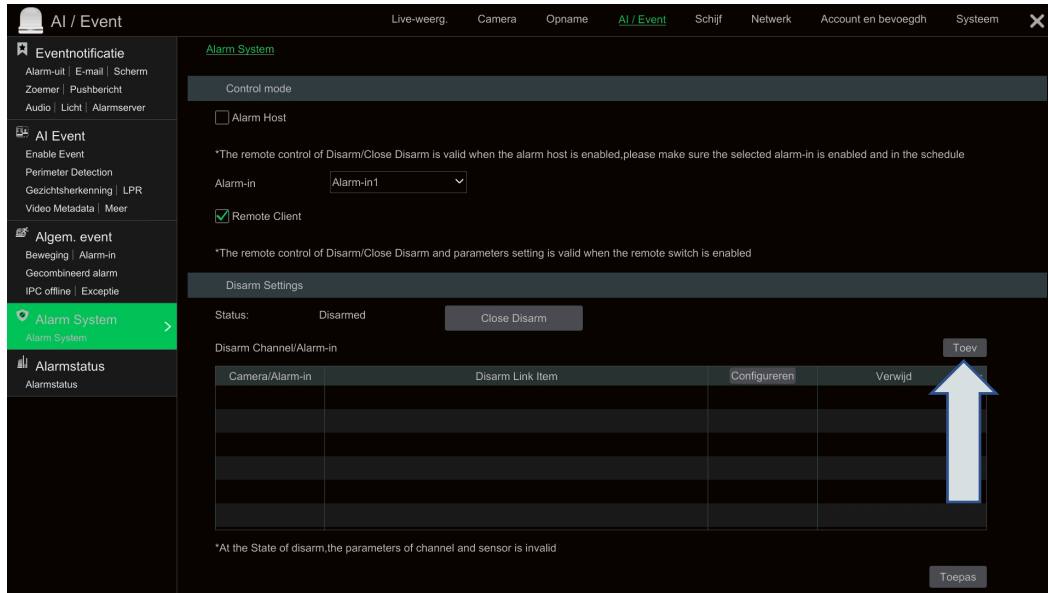 AI / Event
Live-weerg. Camera Opname AI / Event Schijf Netwerk Account en bevoegdh Systeem
Eventnotificatie
Alarm-uit | E-mail | Scherm
Zoemer | Pushbericht
Audio | Licht | Alarmserver
AI Event
Enable Event
Perimeter Detection
Gezichtsherkenning | LPR
Video Metadata | Meer
Algem. event
Beweging | Alarm-in
Gecombineerd alarm
IPC offline | Exceptie
Alarm System
Alarm System
Alarmstatus
Alarmstatus
Alarm System
Control mode
Alarm Host
*The remote control of Disarm/Close Disarm is valid when the alarm host is enabled,please make sure the selected alarm-in is enabled and in the schedule
Alarm-in Alarm-in1
Remote Client
*The remote control of Disarm/Close Disarm and parameters setting is valid when the remote switch is enabled
Disarm Settings
Status: Disarmed Close Disarm
Disarm Channel/Alarm-in Toev
Camera/Alarm-in Disarm Link Item Configureren Verwijd
*At the State of disarm,the parameters of channel and sensor is invalid
Toepas